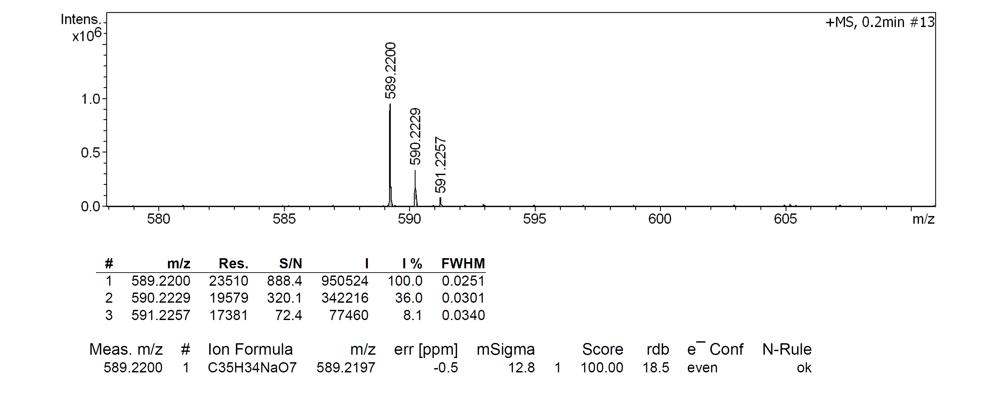 Intens.
x10⁶
+MS, 0.2min #13
589.2200
590.2229
591.2257
1.0
0.5
0.0
580 585 590 595 600 605 m/z
# m/z Res. S/N I I % FWHM
1 589.2200 23510 888.4 950524 100.0 0.0251
2 590.2229 19579 320.1 342216 36.0 0.0301
3 591.2257 17381 72.4 77460 8.1 0.0340
Meas. m/z # Ion Formula m/z err [ppm] mSigma Score rdb e⁻ Conf N-Rule
589.2200 1 C35H34NaO7 589.2197 -0.5 12.8 1 100.00 18.5 even ok